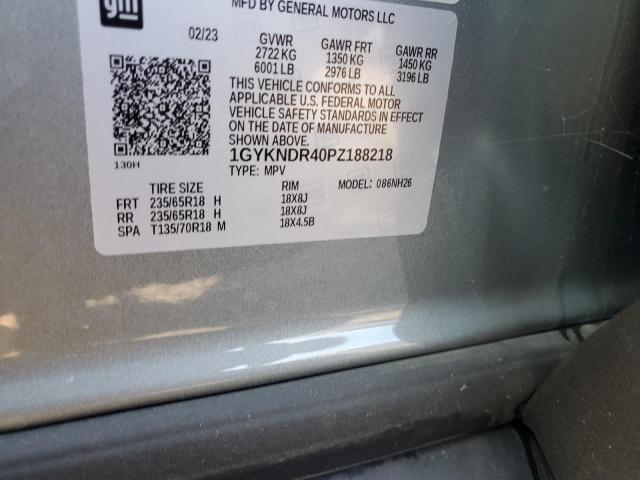 gm
MFD BY GENERAL MOTORS LLC
02/23 GVWR GAWR FRT GAWR RR
2722 KG 1350 KG 1450 KG
6001 LB 2976 LB 3196 LB
THIS VEHICLE CONFORMS TO ALL
APPLICABLE U.S. FEDERAL MOTOR
VEHICLE SAFETY STANDARDS IN EFFECT
ON THE DATE OF MANUFACTURE
SHOWN ABOVE.
130H 1GYKNDR40PZ188218
TYPE: MPV MODEL: 086NH26
TIRE SIZE RIM
FRT 235/65R18 H 18X8J
RR 235/65R18 H 18X8J
SPA T135/70R18 M 18X4.5B